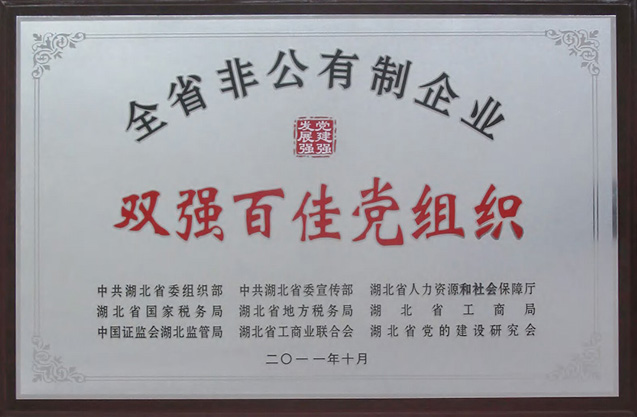 全省非公有制企业
党建强
发展强
双强百佳党组织
中共湖北省委组织部 中共湖北省委宣传部 湖北省人力资源和社会保障厅
湖北省国家税务局 湖北省地方税务局 湖北省工商局
中国证监会湖北监管局 湖北省工商业联合会 湖北省党的建设研究会
二〇一一年十月